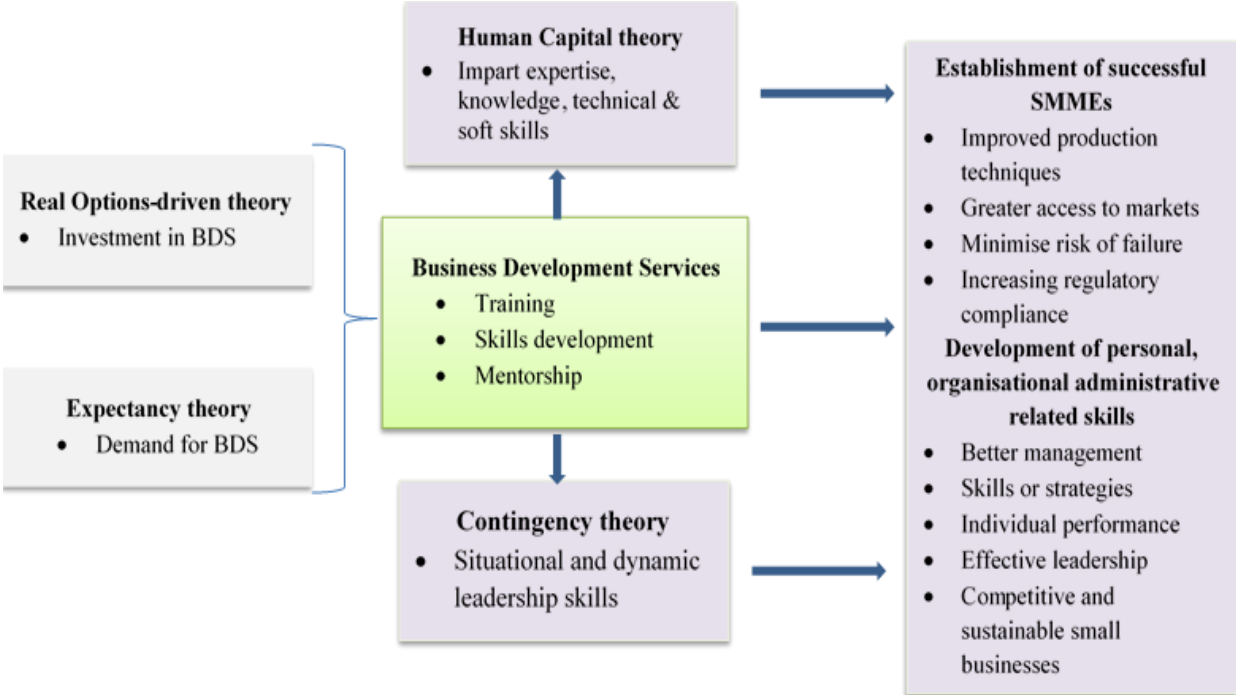 Real Options-driven theory
• Investment in BDS
Expectancy theory
• Demand for BDS
Human Capital theory
• Impart expertise,
knowledge, technical &
soft skills
Business Development Services
• Training
• Skills development
• Mentorship
Contingency theory
• Situational and dynamic
leadership skills
Establishment of successful
SMMEs
• Improved production
techniques
• Greater access to markets
• Minimise risk of failure
• Increasing regulatory
compliance
Development of personal,
organisational administrative
related skills
• Better management
• Skills or strategies
• Individual performance
• Effective leadership
• Competitive and
sustainable small
businesses